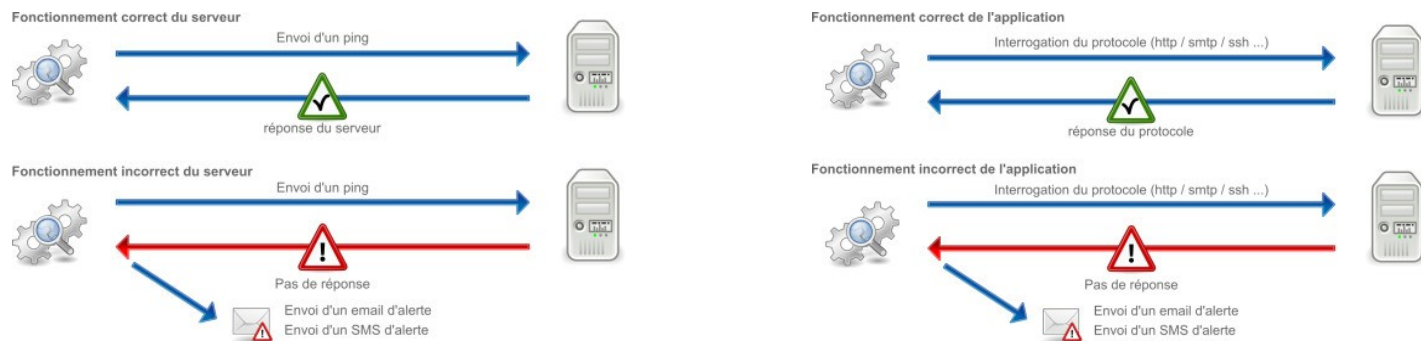 Fonctionnement correct du serveur
Envoi d'un ping
réponse du serveur
Fonctionnement incorrect du serveur
Envoi d'un ping
Pas de réponse
Envoi d'un email d'alerte
Envoi d'un SMS d'alerte
Fonctionnement correct de l'application
Interrogation du protocole (http / smtp / ssh ...)
réponse du protocole
Fonctionnement incorrect de l'application
Interrogation du protocole (http / smtp / ssh ...)
Pas de réponse
Envoi d'un email d'alerte
Envoi d'un SMS d'alerte